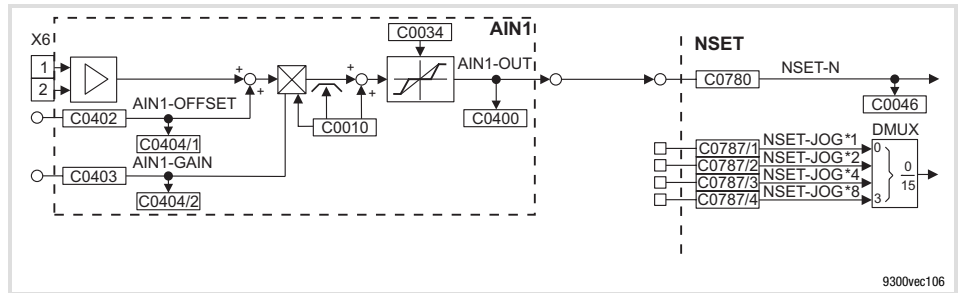 X6
AIN1
C0034
1
2
AIN1-OUT
NSET
C0780
NSET-N
C0402
AIN1-OFFSET
C0404/1
C0010
C0400
C0046
DMUX
AIN1-GAIN
C0403
C0404/2
C0787/1
NSET-JOG*1
C0787/2
NSET-JOG*2
C0787/3
NSET-JOG*4
C0787/4
NSET-JOG*8
0
3
0
15
+
+
+
+
9300vec106